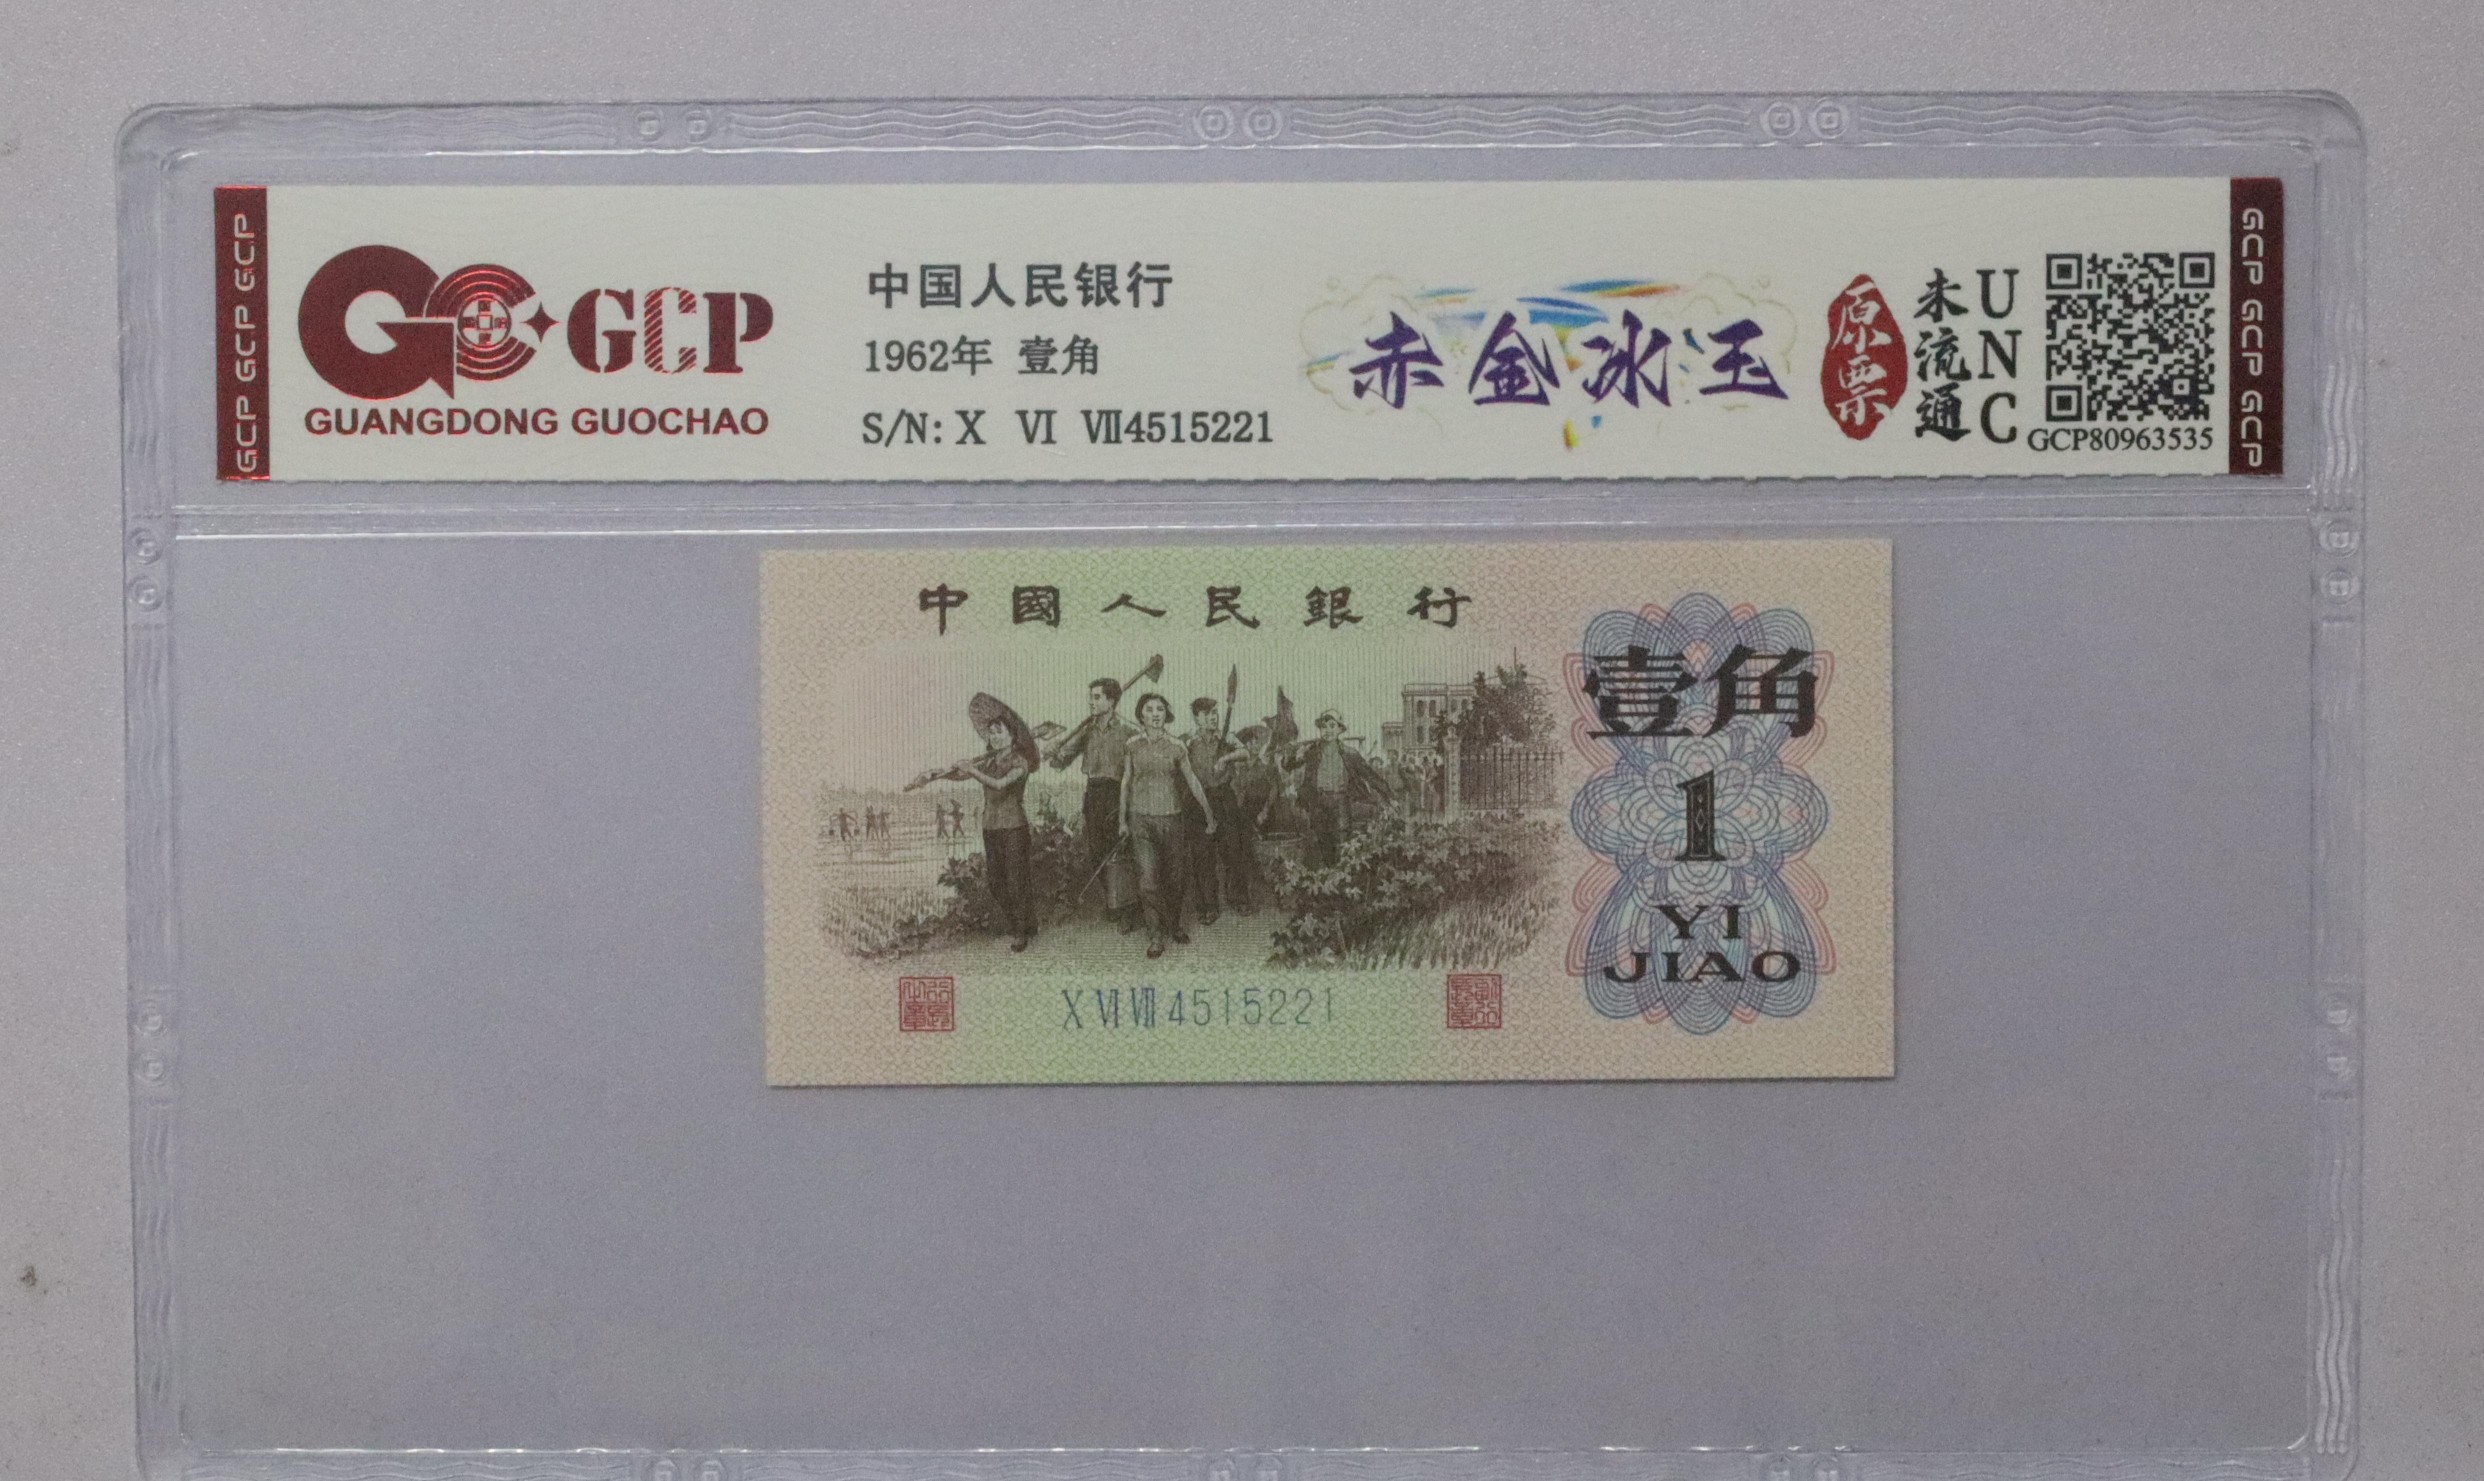 GCP GCP GCP
GCP
GUANGDONG GUOCHAO
中国人民银行
1962年 壹角
S/N: X Ⅵ Ⅷ4515221
赤金冰玉
原票
未流通
UNC
GCP80963535
GCP GCP GCP
中國人民銀行
壹角
1
YI
JIAO
X Ⅵ Ⅷ 4515221